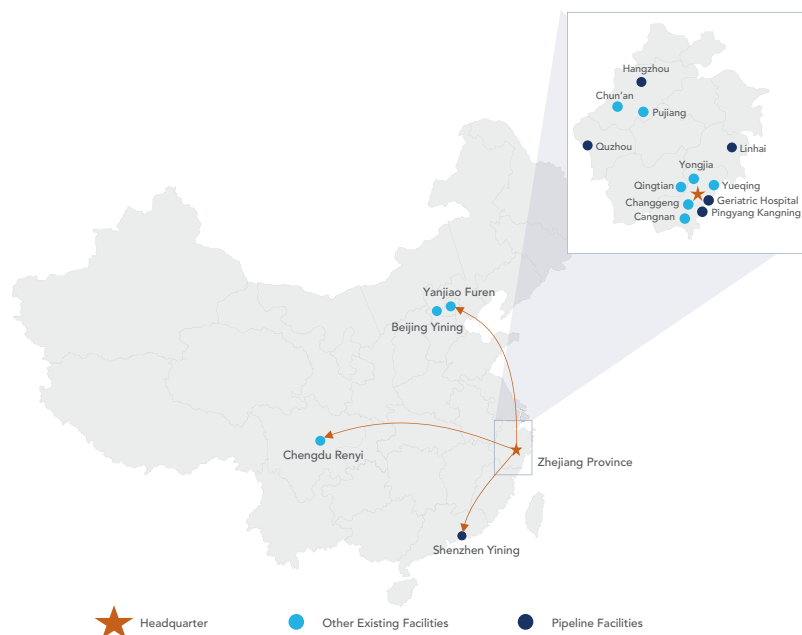 Hangzhou
Chun'an
Pujiang
Quzhou
Linhai
Yongjia
Qingtian
Yueqing
Changgeng
Geriatric Hospital
Cangnan
Pingyang Kangning
Yanjiao Furen
Beijing Yining
Chengdu Renyi
Zhejiang Province
Shenzhen Yining
Headquarter
Other Existing Facilities
Pipeline Facilities